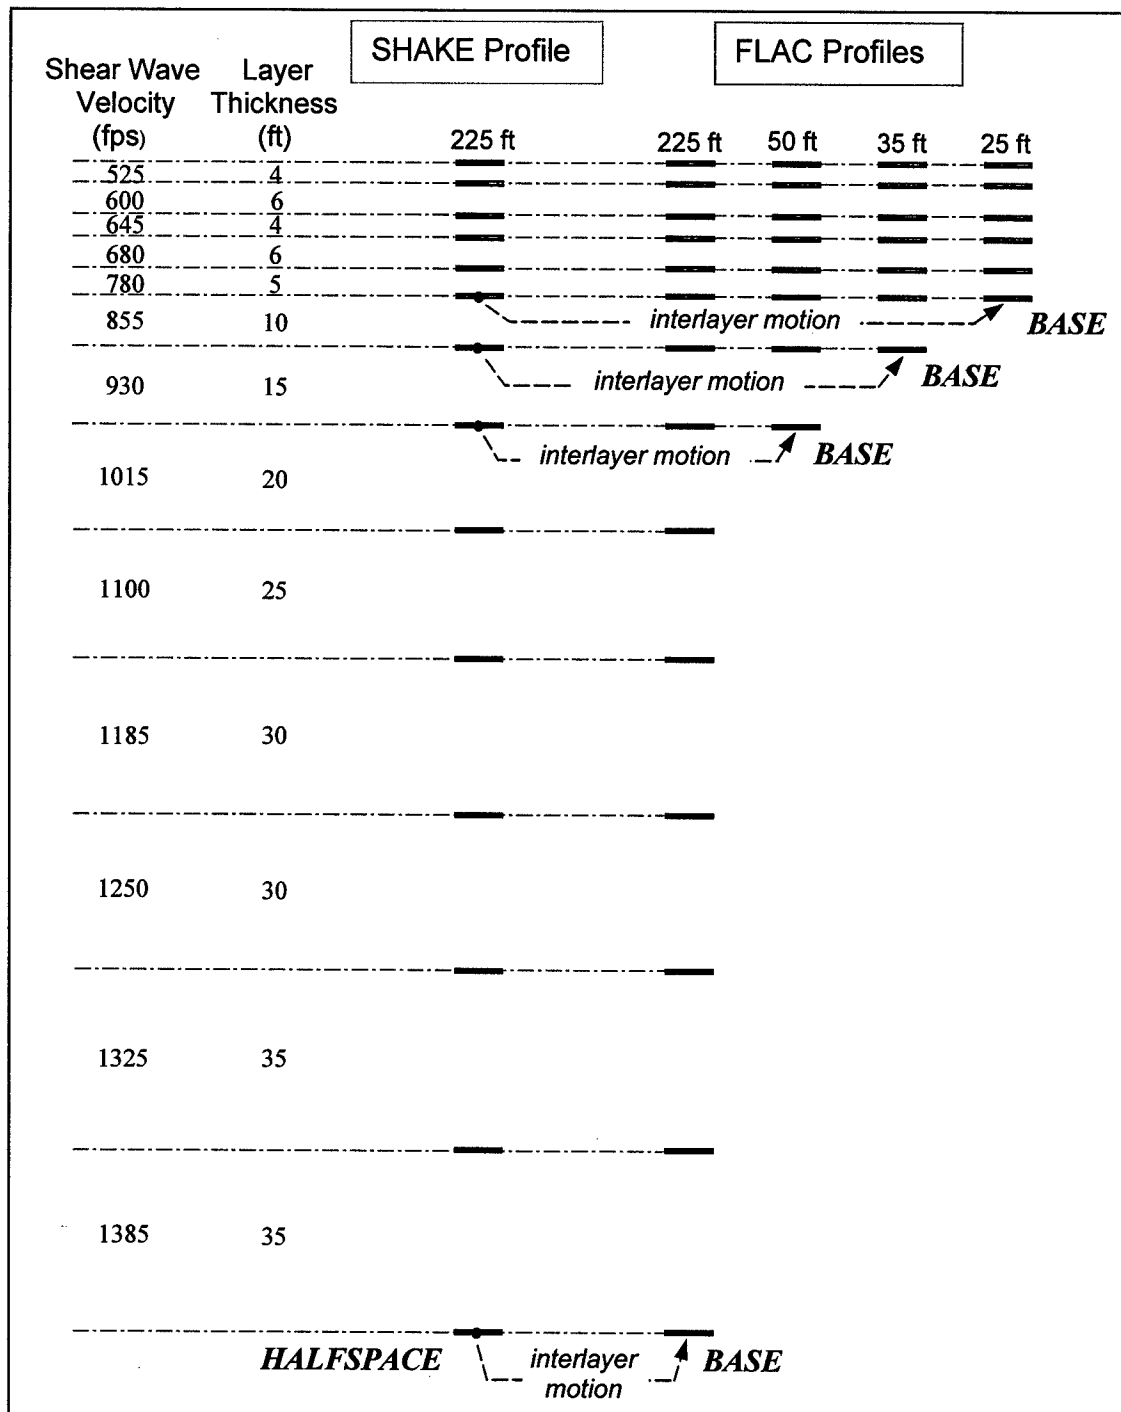 SHAKE Profile FLAC Profiles
Shear Wave Layer
Velocity Thickness
(fps) (ft) 225 ft 225 ft 50 ft 35 ft 25 ft
525 4
600 6
645 4
680 6
780 5
855 10 interlayer motion BASE
930 15 interlayer motion BASE
interlayer motion BASE
1015 20
1100 25
1185 30
1250 30
1325 35
1385 35
HALFSPACE interlayer BASE
motion